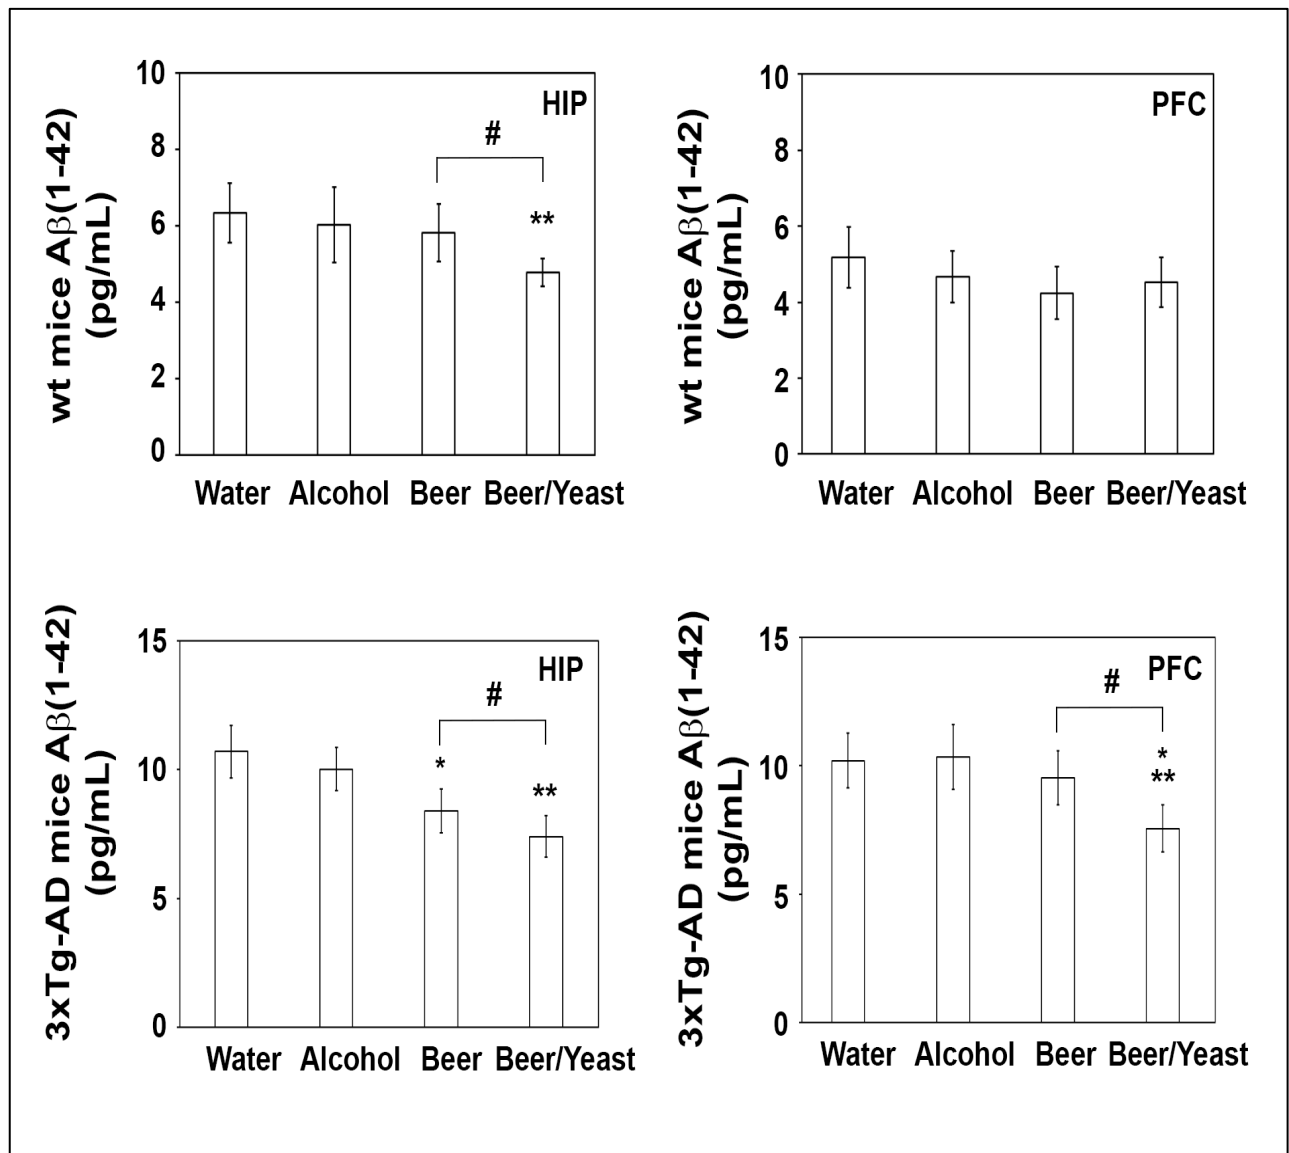 wt mice Aβ(1-42)
(pg/mL)
10
8
6
4
2
0
HIP
#
**
Water Alcohol Beer Beer/Yeast
wt mice Aβ(1-42)
(pg/mL)
10
8
6
4
2
0
PFC
Water Alcohol Beer Beer/Yeast
3xTg-AD mice Aβ(1-42)
(pg/mL)
15
10
5
0
HIP
#
*
**
Water Alcohol Beer Beer/Yeast
3xTg-AD mice Aβ(1-42)
(pg/mL)
15
10
5
0
PFC
#
*
**
Water Alcohol Beer Beer/Yeast